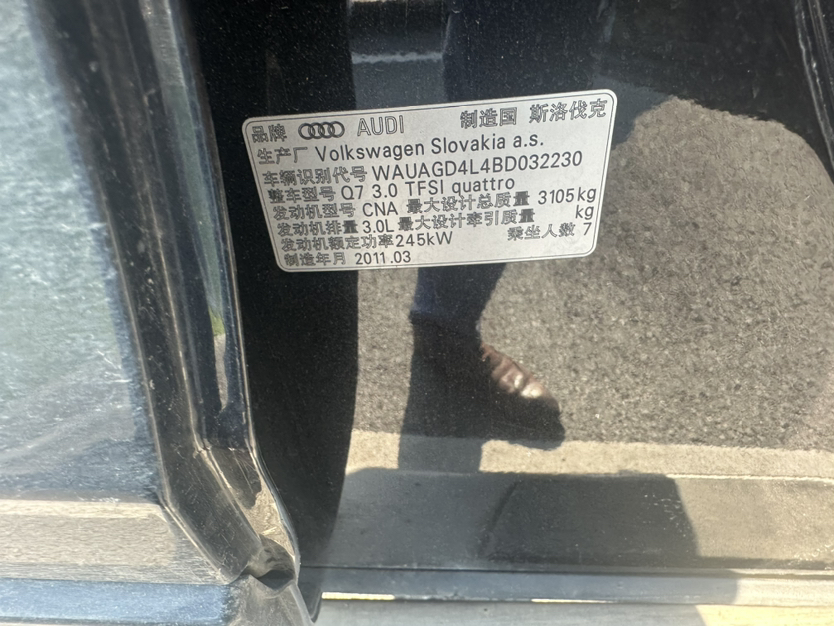 品牌 AUDI 制造国 斯洛伐克
生产厂 Volkswagen Slovakia a.s.
车辆识别代号 WAUAGD4L4BD032230
整车型号 Q7 3.0 TFSI quattro
发动机型号 CNA 最大设计总质量 3105kg
发动机排量 3.0L 最大设计牵引质量 kg
发动机额定功率 245kW 乘坐人数 7
制造年月 2011.03